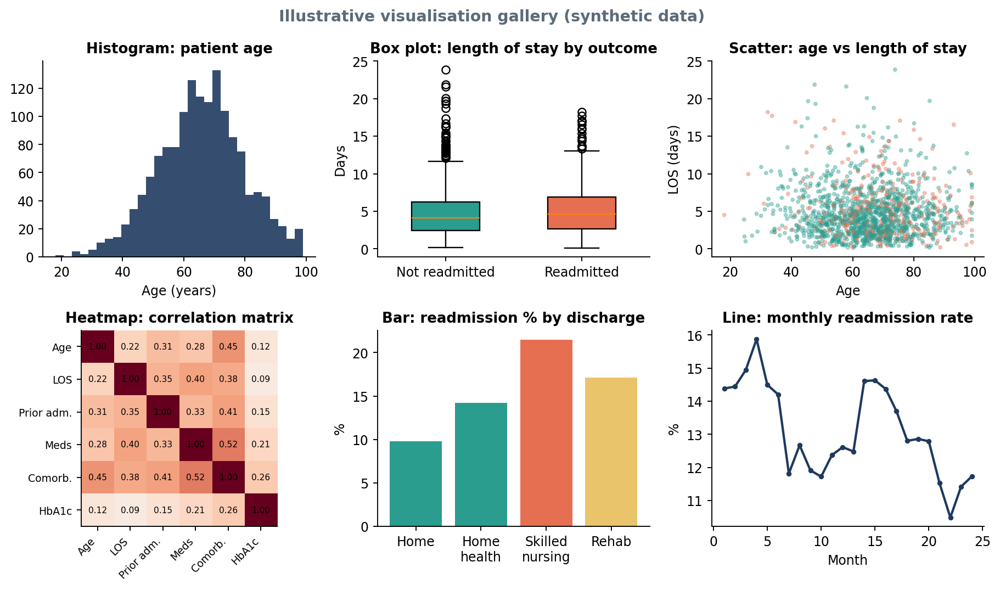 Illustrative visualisation gallery (synthetic data)
Histogram: patient age
120
100
80
60
40
20
0
20 40 60 80 100
Age (years)
Box plot: length of stay by outcome
Days
25
20
15
10
5
0
Not readmitted Readmitted
Scatter: age vs length of stay
LOS (days)
25
20
15
10
5
0
20 40 60 80 100
Age
Heatmap: correlation matrix
Age 1.00 0.22 0.31 0.28 0.45 0.12
LOS 0.22 1.00 0.35 0.40 0.38 0.09
Prior adm. 0.31 0.35 1.00 0.33 0.41 0.15
Meds 0.28 0.40 0.33 1.00 0.52 0.21
Comorb. 0.45 0.38 0.41 0.52 1.00 0.26
HbA1c 0.12 0.09 0.15 0.21 0.26 1.00
Age LOS Prior adm. Meds Comorb. HbA1c
Bar: readmission % by discharge
%
20
15
10
5
0
Home
Home
health
Skilled
nursing
Rehab
Line: monthly readmission rate
%
16
15
14
13
12
11
0 5 10 15 20 25
Month